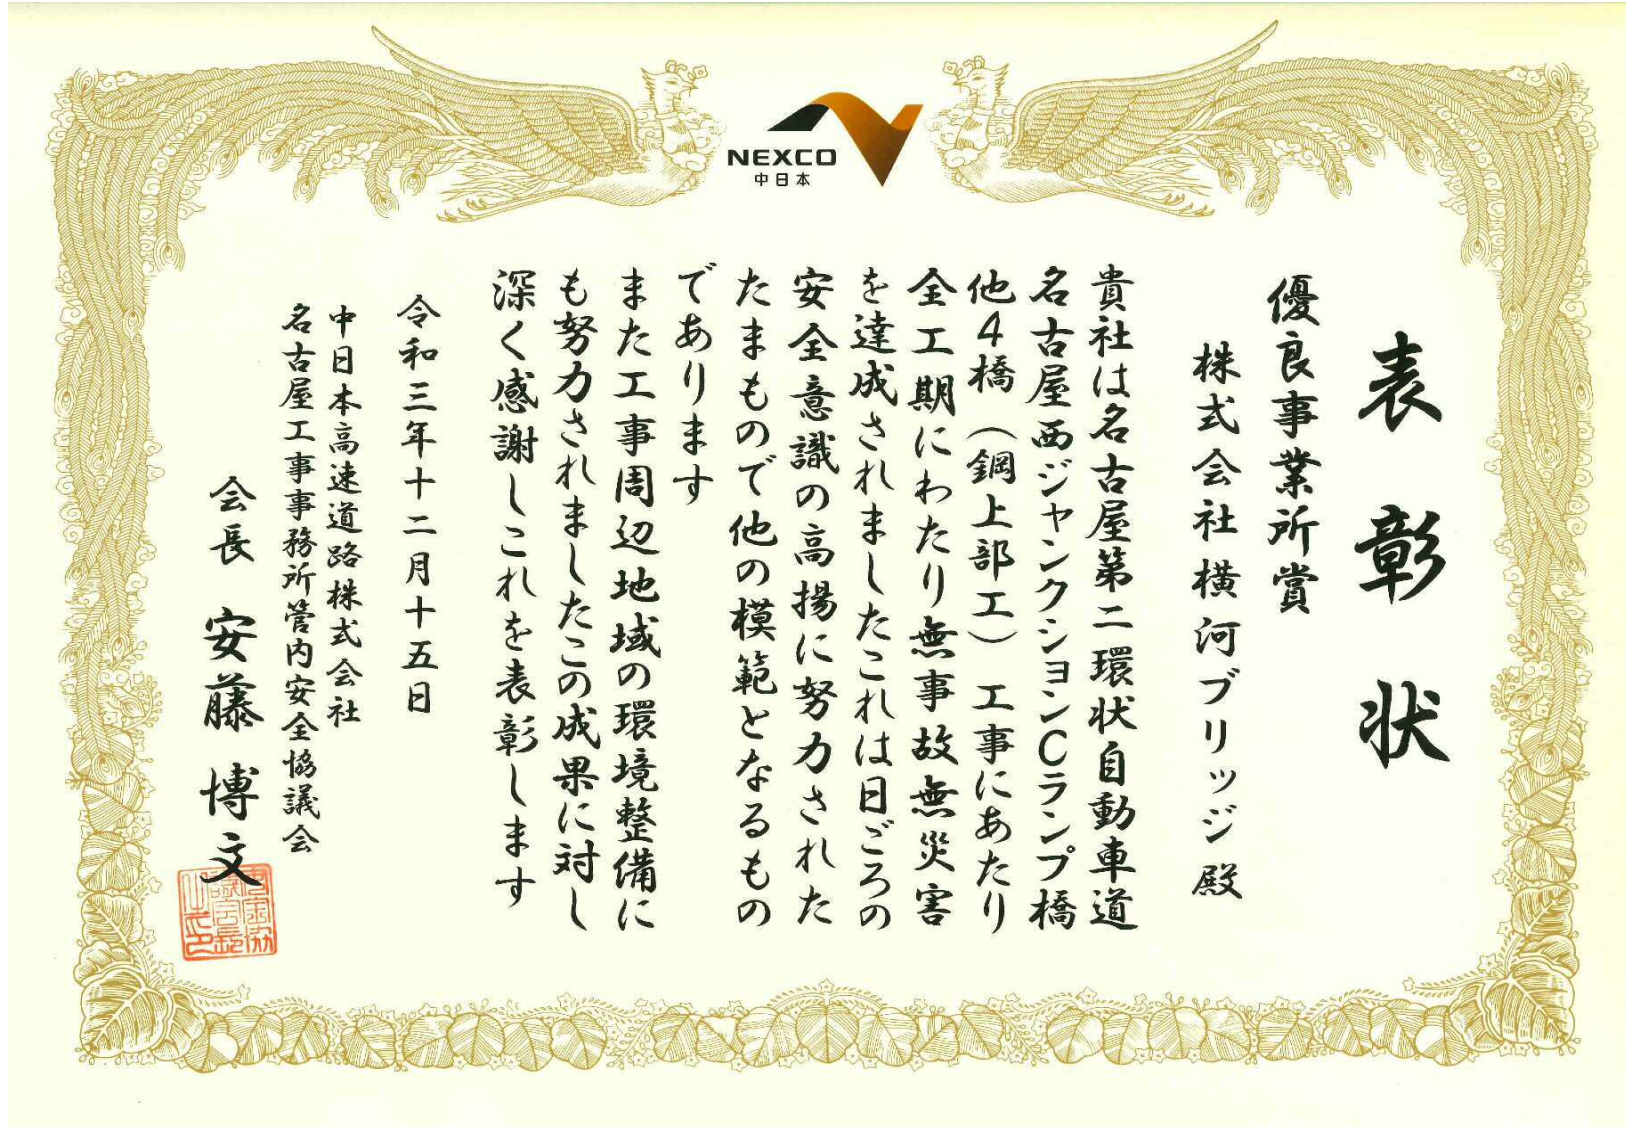 NEXCO
中日本
表彰状
優良事業所賞
株式会社横河ブリッジ殿
貴社は名古屋第二環状自動車道
名古屋西ジャンクションCランプ橋
他4橋(鋼上部工)工事にあたり
全工期にわたり無事故無災害
を達成されましたこれは日ごろの
安全意識の高揚に努力された
たまもので他の模範となるもの
であります
また工事周辺地域の環境整備に
も努力されましたこの成果に対し
深く感謝しこれを表彰します
令和三年十二月十五日
中日本高速道路株式会社
名古屋工事事務所管内安全協議会
会長 安藤博文